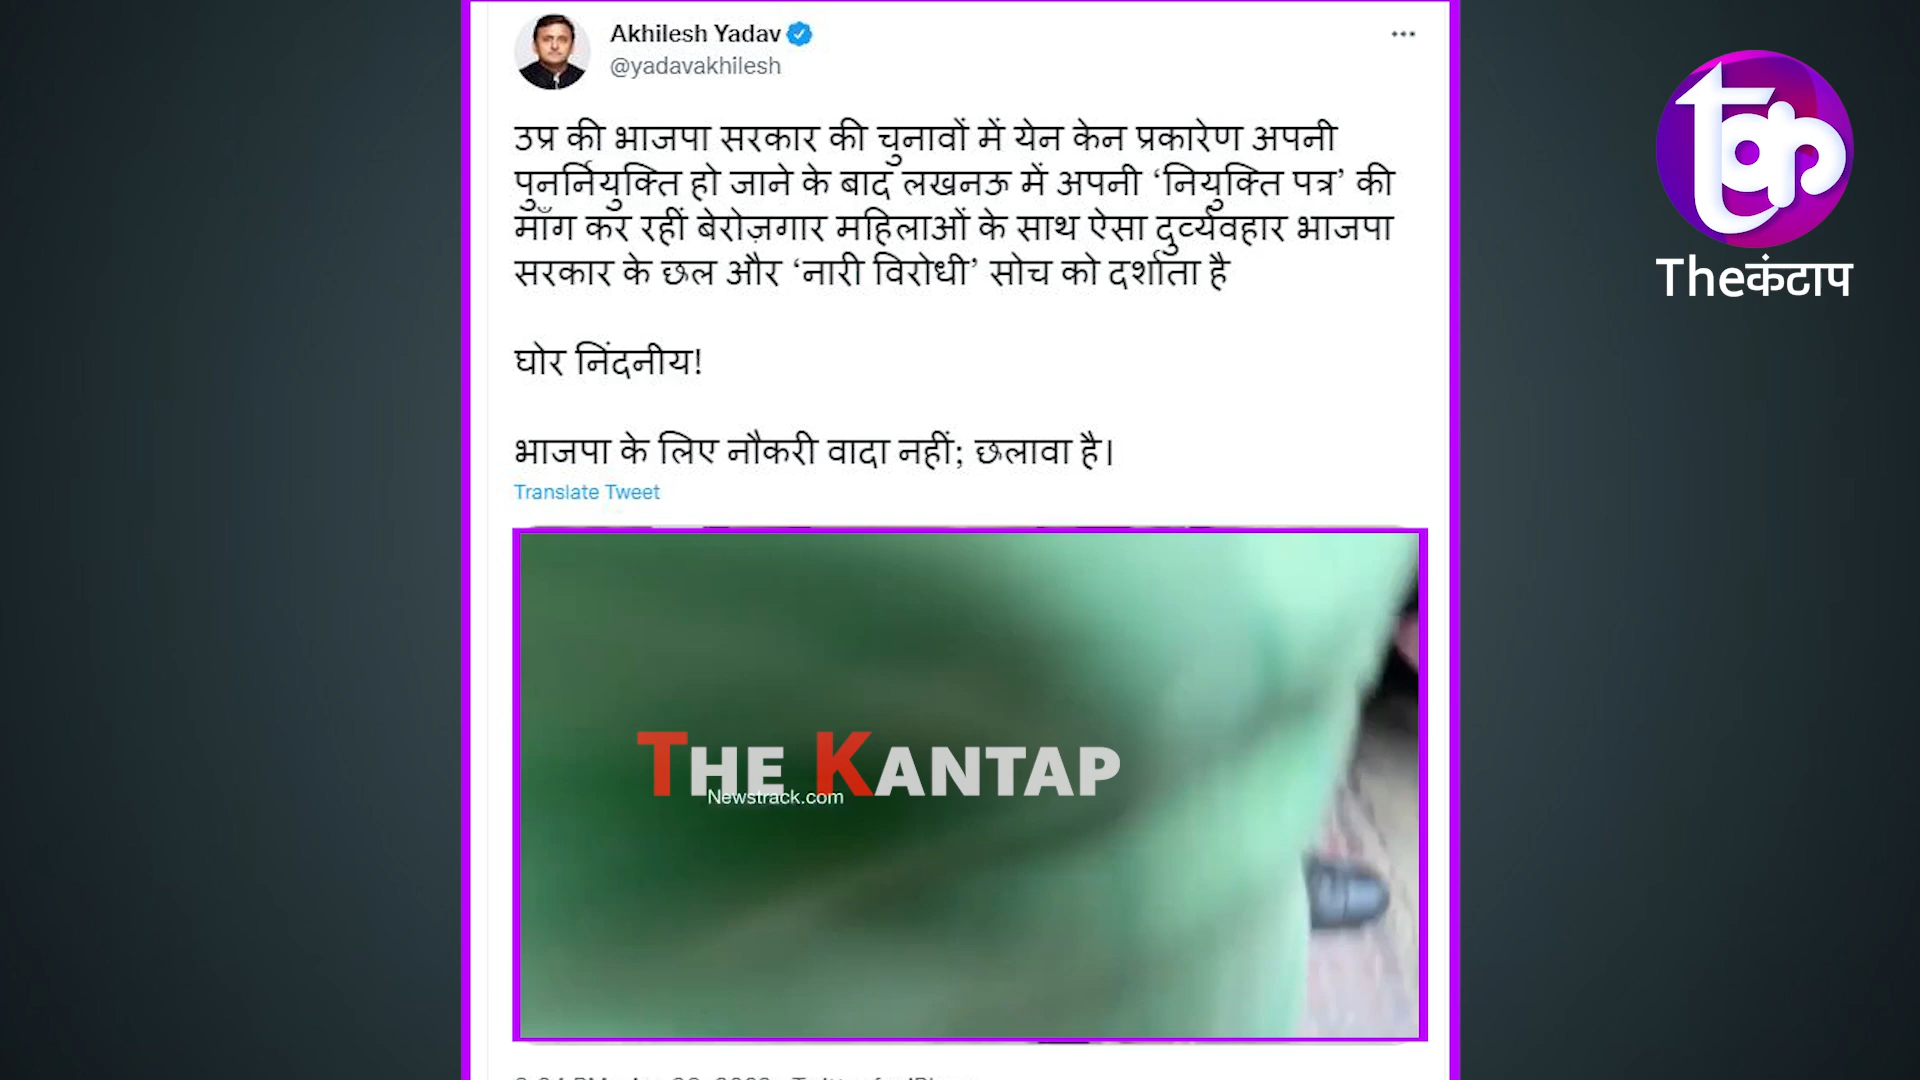 Akhilesh Yadav
@yadavakhilesh
उप्र की भाजपा सरकार की चुनावों में येन केन प्रकारेण अपनी
पुनर्नियुक्ति हो जाने के बाद लखनऊ में अपनी ‘नियुक्ति पत्र’ की
माँग कर रहीं बेरोज़गार महिलाओं के साथ ऐसा दुर्व्यवहार भाजपा
सरकार के छल और ‘नारी विरोधी’ सोच को दर्शाता है
घोर निंदनीय!
भाजपा के लिए नौकरी वादा नहीं; छलावा है।
Translate Tweet
THE KANTAP
Newstrack.com
tak
Theकंटाप